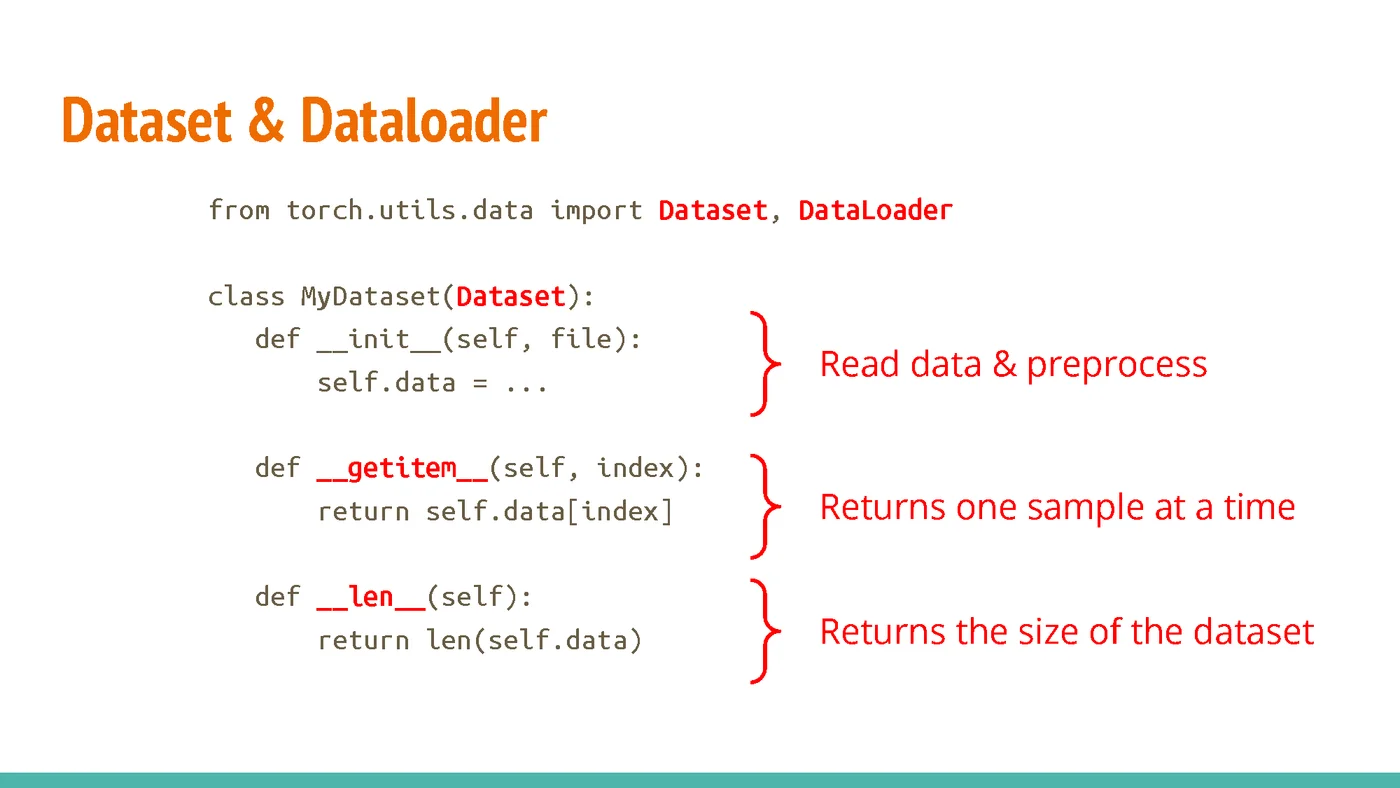 Dataset & Dataloader
from torch.utils.data import Dataset, DataLoader
class MyDataset(Dataset):
def __init__(self, file):
self.data = ...
Read data & preprocess
def __getitem__(self, index):
return self.data[index]
Returns one sample at a time
def __len__(self):
return len(self.data)
Returns the size of the dataset